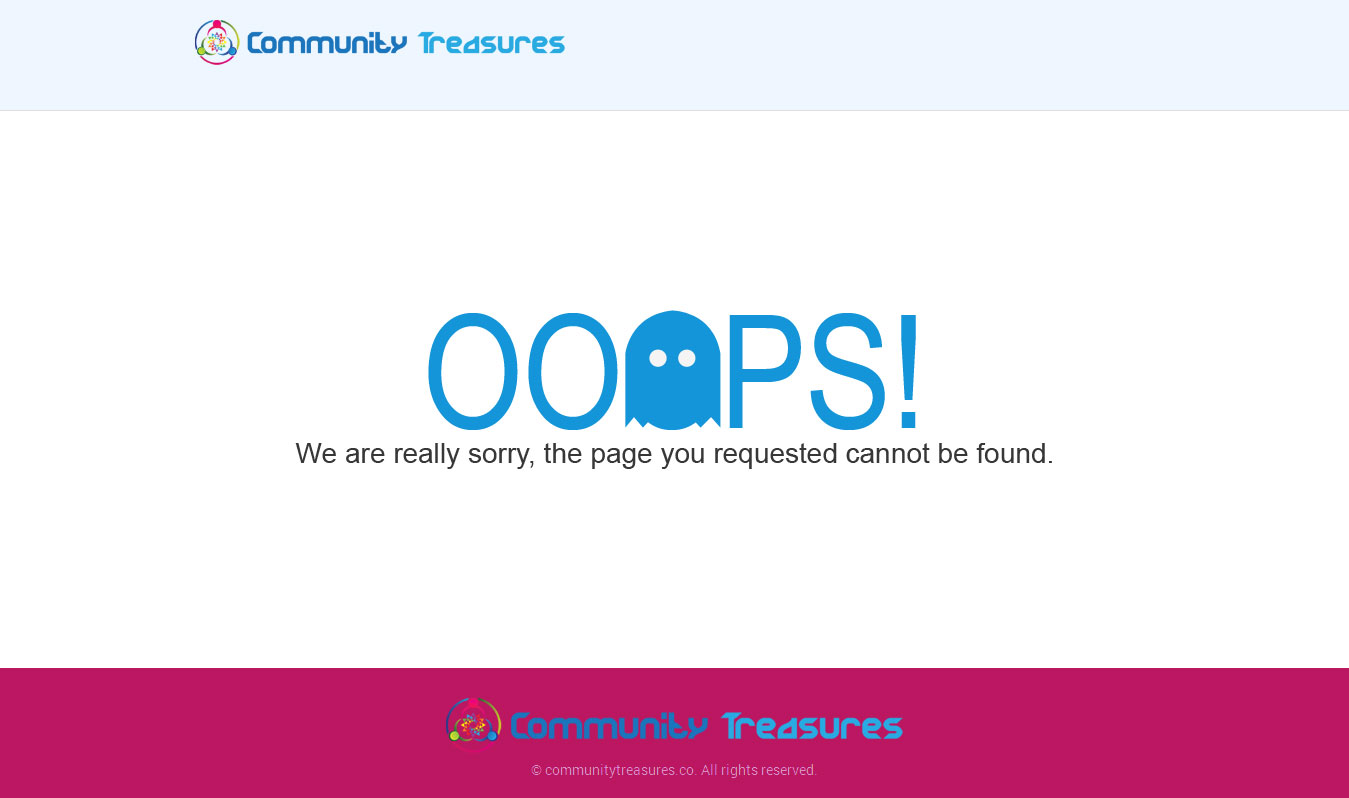 Community Treasures
OOPS!
We are really sorry, the page you requested cannot be found.
Community Treasures
© communitytreasures.co. All rights reserved.